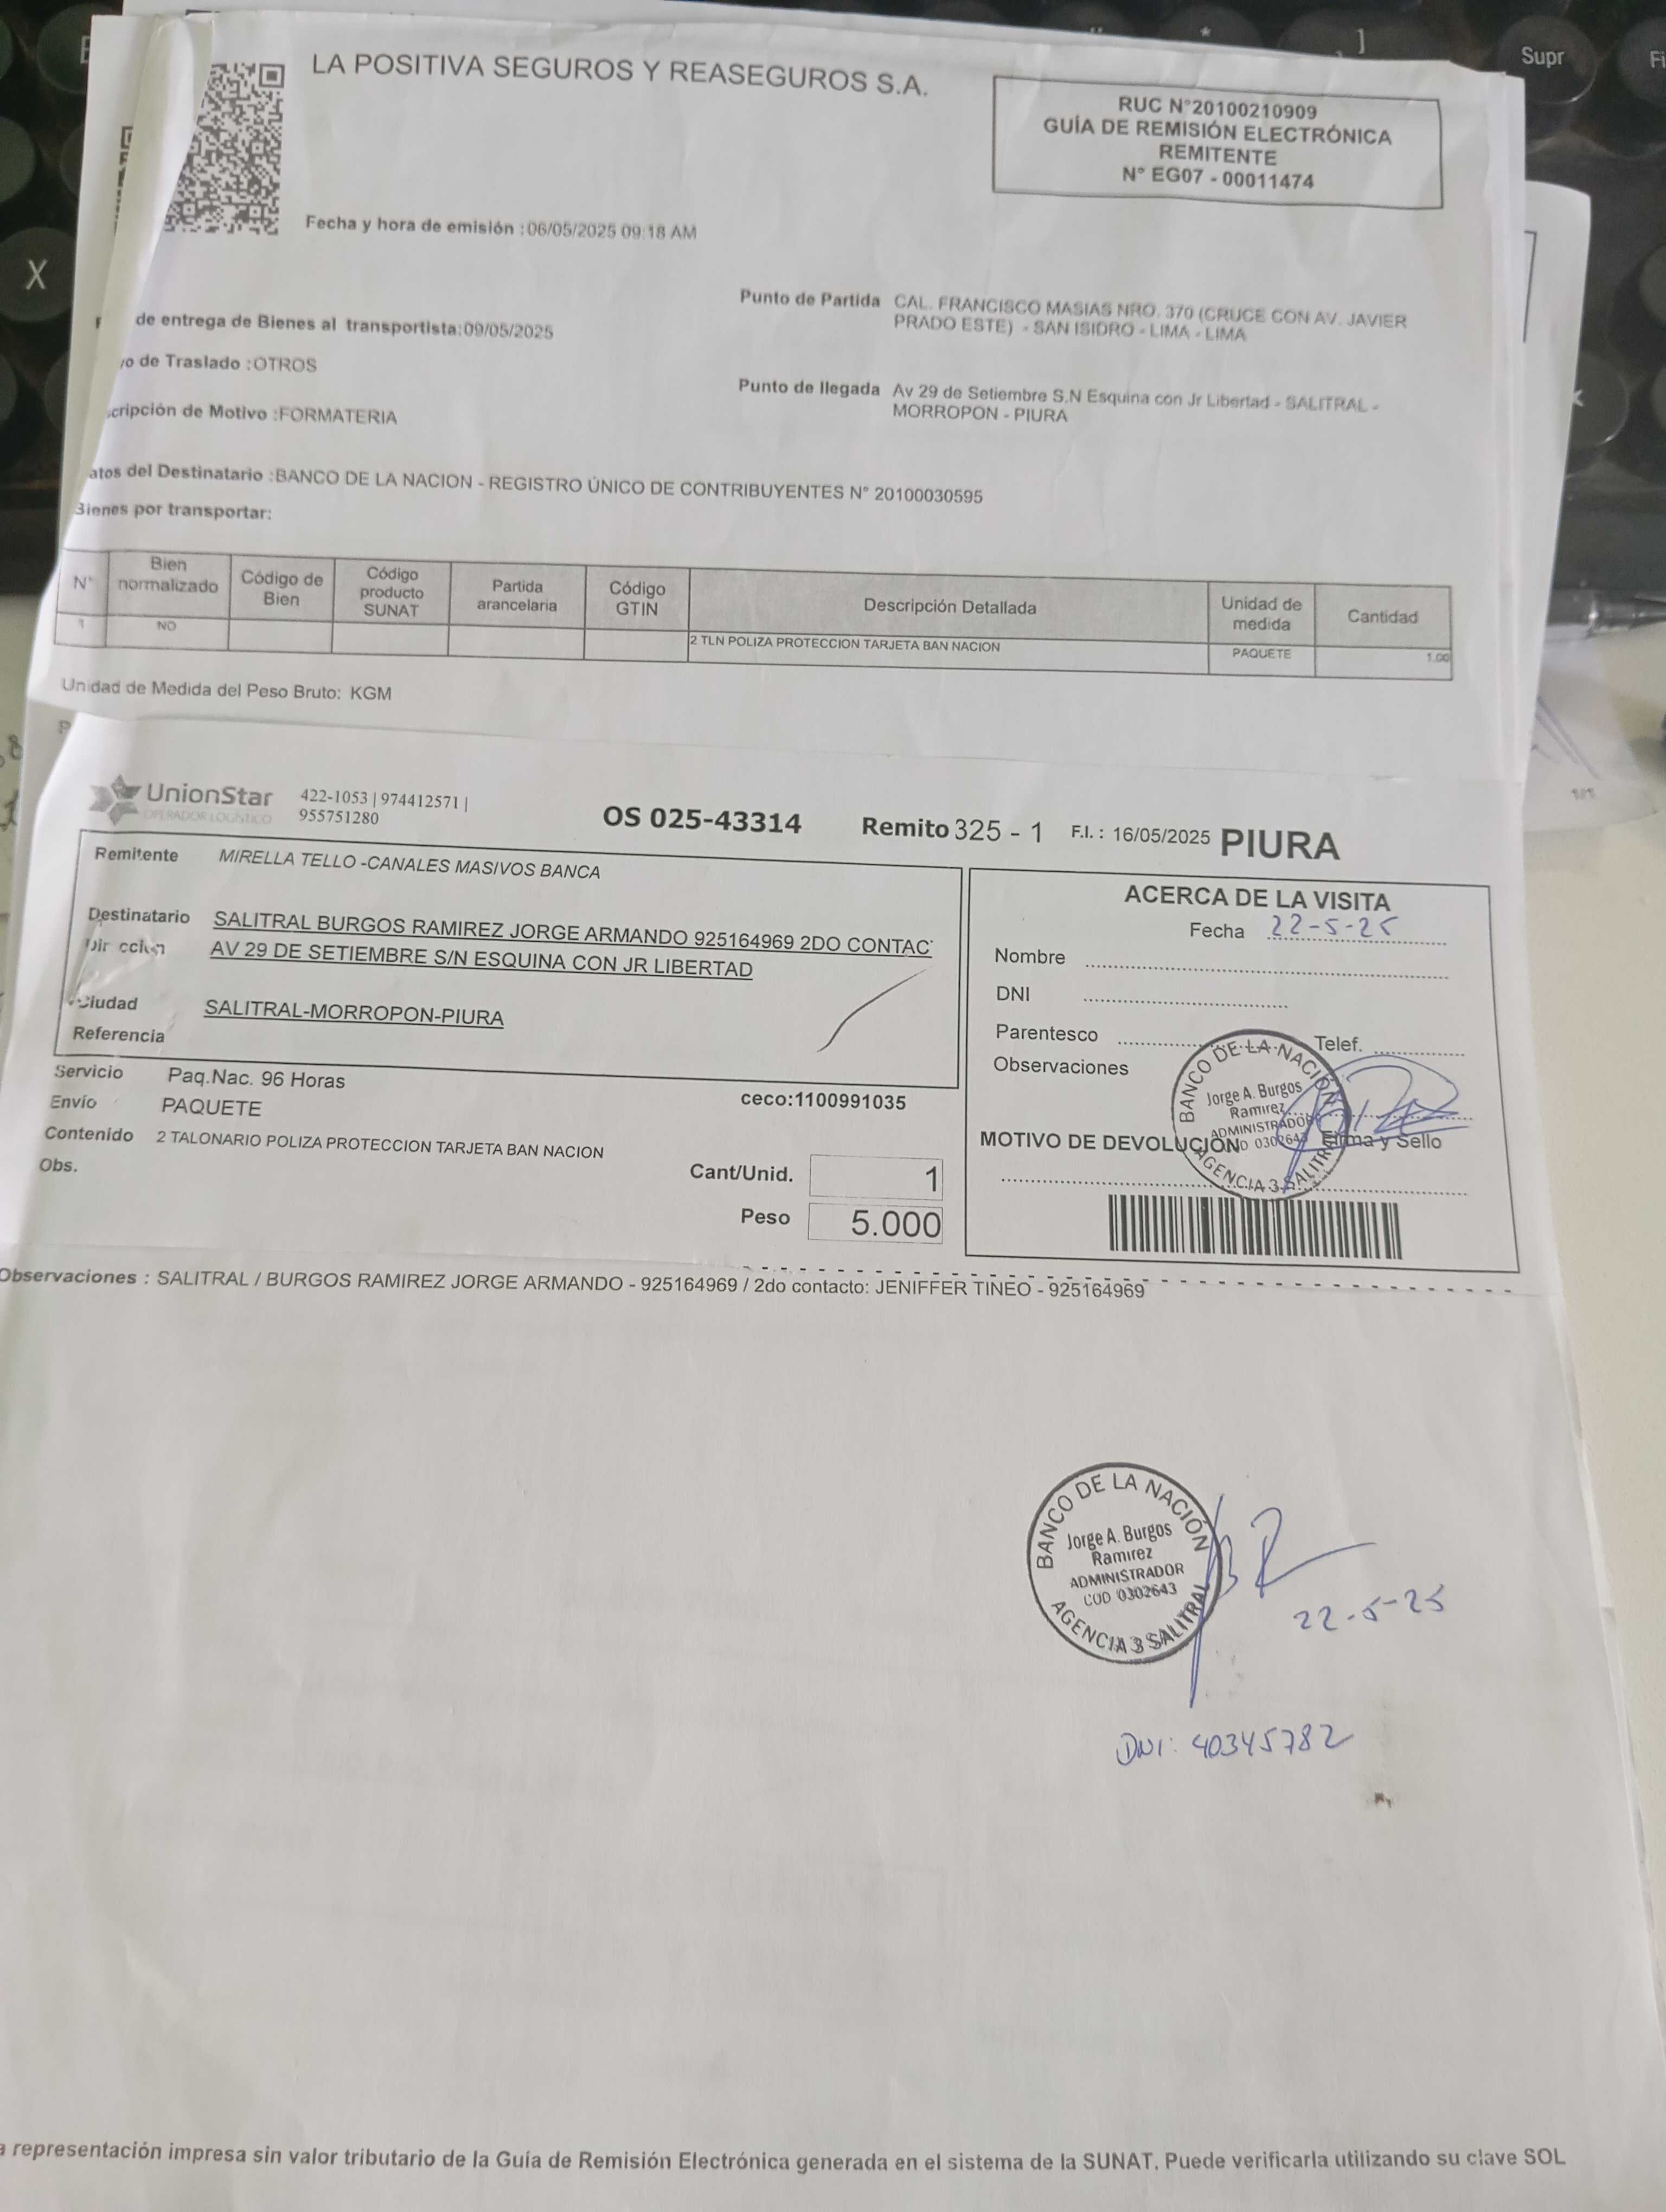 LA POSITIVA SEGUROS Y REASEGUROS S.A.
RUC N°20100210909
GUÍA DE REMISIÓN ELECTRÓNICA
REMITENTE
N° EG07 - 00011474
Fecha y hora de emisión :06/05/2025 09:18 AM
de entrega de Bienes al transportista:09/05/2025
Punto de Partida CAL. FRANCISCO MASIAS NRO. 370 (CRUCE CON AV. JAVIER
PRADO ESTE) - SAN ISIDRO - LIMA - LIMA
de Traslado :OTROS
Punto de llegada Av 29 de Setiembre S.N Esquina con Jr Libertad - SALITRAL -
MORROPON - PIURA
cripción de Motivo :FORMATERIA
atos del Destinatario :BANCO DE LA NACION - REGISTRO ÚNICO DE CONTRIBUYENTES N° 20100030595
Bienes por transportar:
N° Bien normalizado Código de Bien Código producto SUNAT Partida arancelaria Código GTIN Descripción Detallada Unidad de medida Cantidad
1 NO 2 TLN POLIZA PROTECCION TARJETA BAN NACION PAQUETE 1.00
Unidad de Medida del Peso Bruto: KGM
1/1
UnionStar
OPERADOR LOGÍSTICO
422-1053 | 974412571 |
955751280
OS 025-43314 Remito 325 - 1 F.I. : 16/05/2025 PIURA
Remitente MIRELLA TELLO -CANALES MASIVOS BANCA
Destinatario SALITRAL BURGOS RAMIREZ JORGE ARMANDO 925164969 2DO CONTAC
AV 29 DE SETIEMBRE S/N ESQUINA CON JR LIBERTAD
Ciudad SALITRAL-MORROPON-PIURA
Referencia
Servicio Paq.Nac. 96 Horas
Envío PAQUETE
ceco:1100991035
Contenido 2 TALONARIO POLIZA PROTECCION TARJETA BAN NACION
Obs.
Cant/Unid. 1
Peso 5.000
ACERCA DE LA VISITA
Fecha 22-5-25
Nombre
DNI
Parentesco Telef.
Observaciones
BANCO DE LA NACIÓN
Jorge A. Burgos
Ramirez
ADMINISTRADOR
0302643
AGENCIA 3 SALITRAL
MOTIVO DE DEVOLUCIÓN Firma y Sello
Observaciones : SALITRAL / BURGOS RAMIREZ JORGE ARMANDO - 925164969 / 2do contacto: JENIFFER TINEO - 925164969
BANCO DE LA NACIÓN
Jorge A. Burgos
Ramirez
ADMINISTRADOR
COD 0302643
AGENCIA 3 SALITRAL
22-5-25
DNI: 40345782
representación impresa sin valor tributario de la Guía de Remisión Electrónica generada en el sistema de la SUNAT. Puede verificarla utilizando su clave SOL
X
Supr